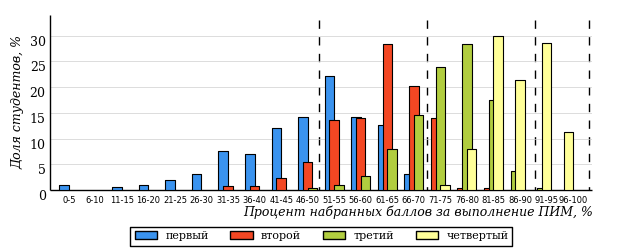 Доля студентов, %
30
25
20
15
10
5
0
0-5 6-10 11-15 16-20 21-25 26-30 31-35 36-40 41-45 46-50 51-55 56-60 61-65 66-70 71-75 76-80 81-85 86-90 91-95 96-100
Процент набранных баллов за выполнение ПИМ, %
первый второй третий четвертый